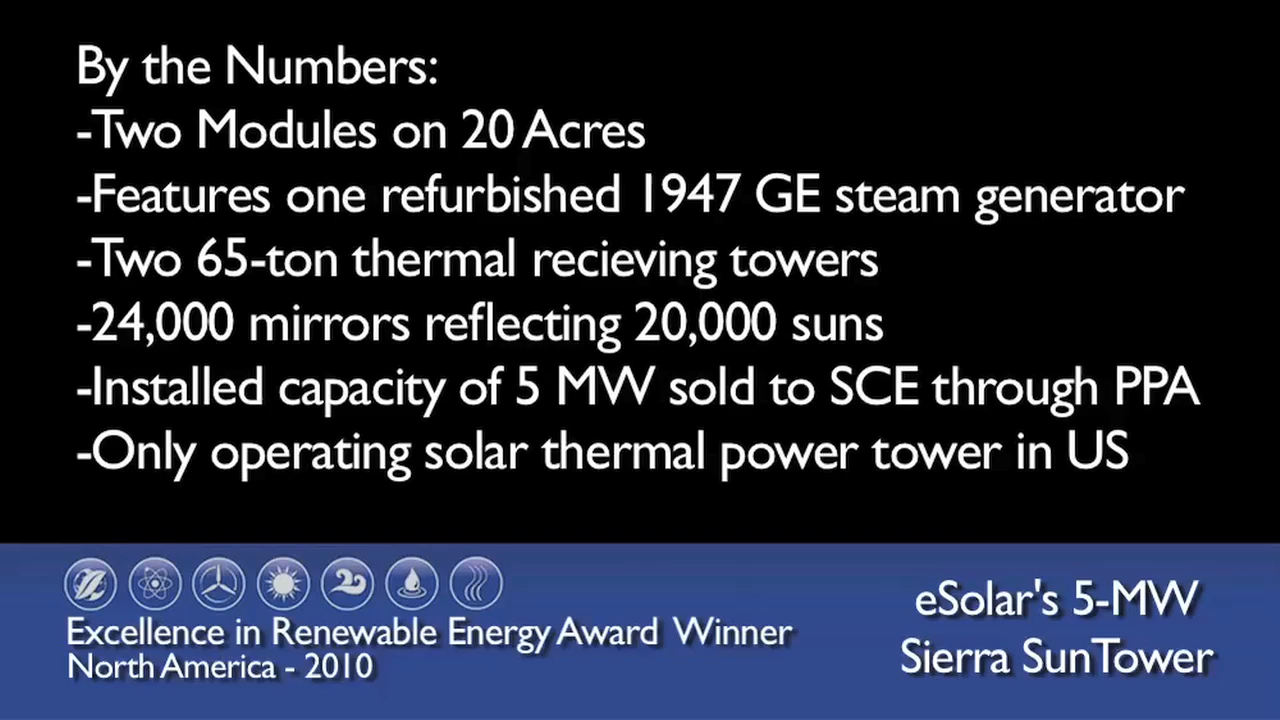 By the Numbers:
-Two Modules on 20 Acres
-Features one refurbished 1947 GE steam generator
-Two 65-ton thermal recieving towers
-24,000 mirrors reflecting 20,000 suns
-Installed capacity of 5 MW sold to SCE through PPA
-Only operating solar thermal power tower in US
Excellence in Renewable Energy Award Winner
North America - 2010
eSolar's 5-MW
Sierra SunTower